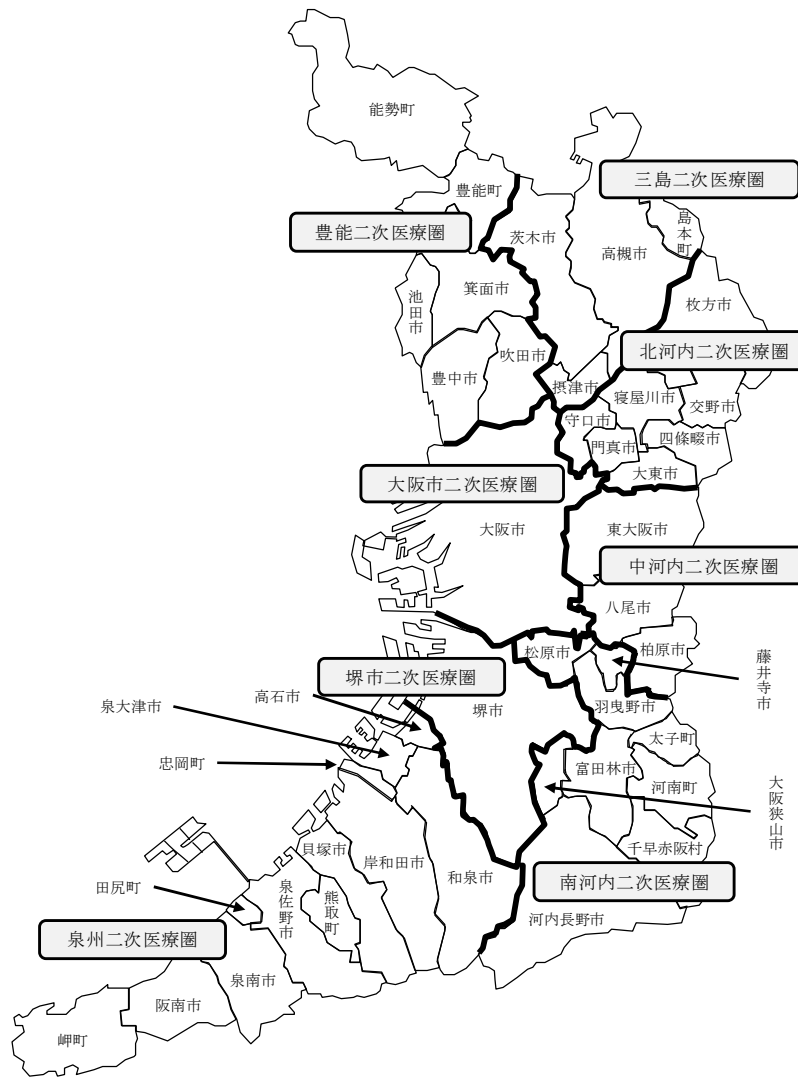 能勢町
三島二次医療圏
豊能町
島本町
豊能二次医療圏
茨木市
高槻市
箕面市
池田市
枚方市
北河内二次医療圏
吹田市
豊中市
摂津市
寝屋川市
交野市
守口市
門真市
四條畷市
大東市
大阪市二次医療圏
大阪市
東大阪市
中河内二次医療圏
八尾市
松原市
柏原市
藤井寺市
堺市二次医療圏
高石市
泉大津市
堺市
羽曳野市
太子町
忠岡町
富田林市
河南町
大阪狭山市
千早赤阪村
貝塚市
岸和田市
和泉市
南河内二次医療圏
田尻町
泉佐野市
熊取町
河内長野市
泉州二次医療圏
泉南市
阪南市
岬町